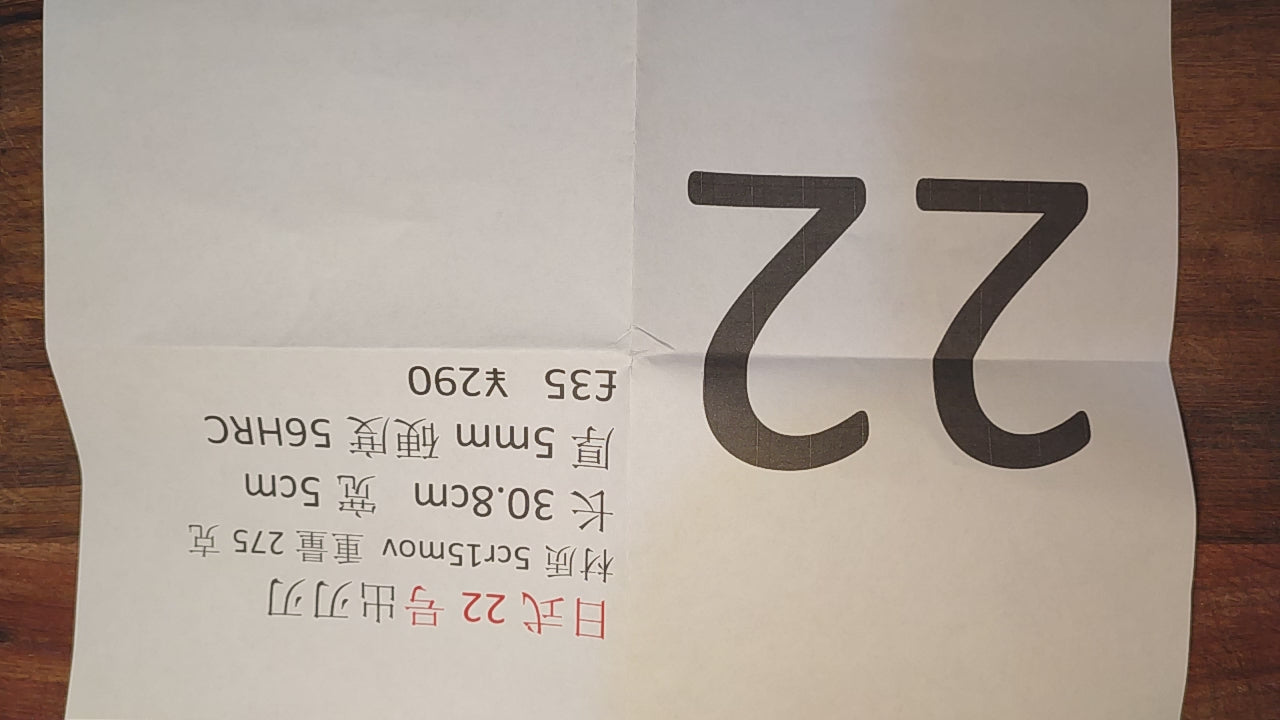 22
日式 22 号出刃刃
材质 5cr15mov 重量 275 克
长 30.8cm 宽 5cm
厚 5mm 硬度 56HRC
£35 ¥290